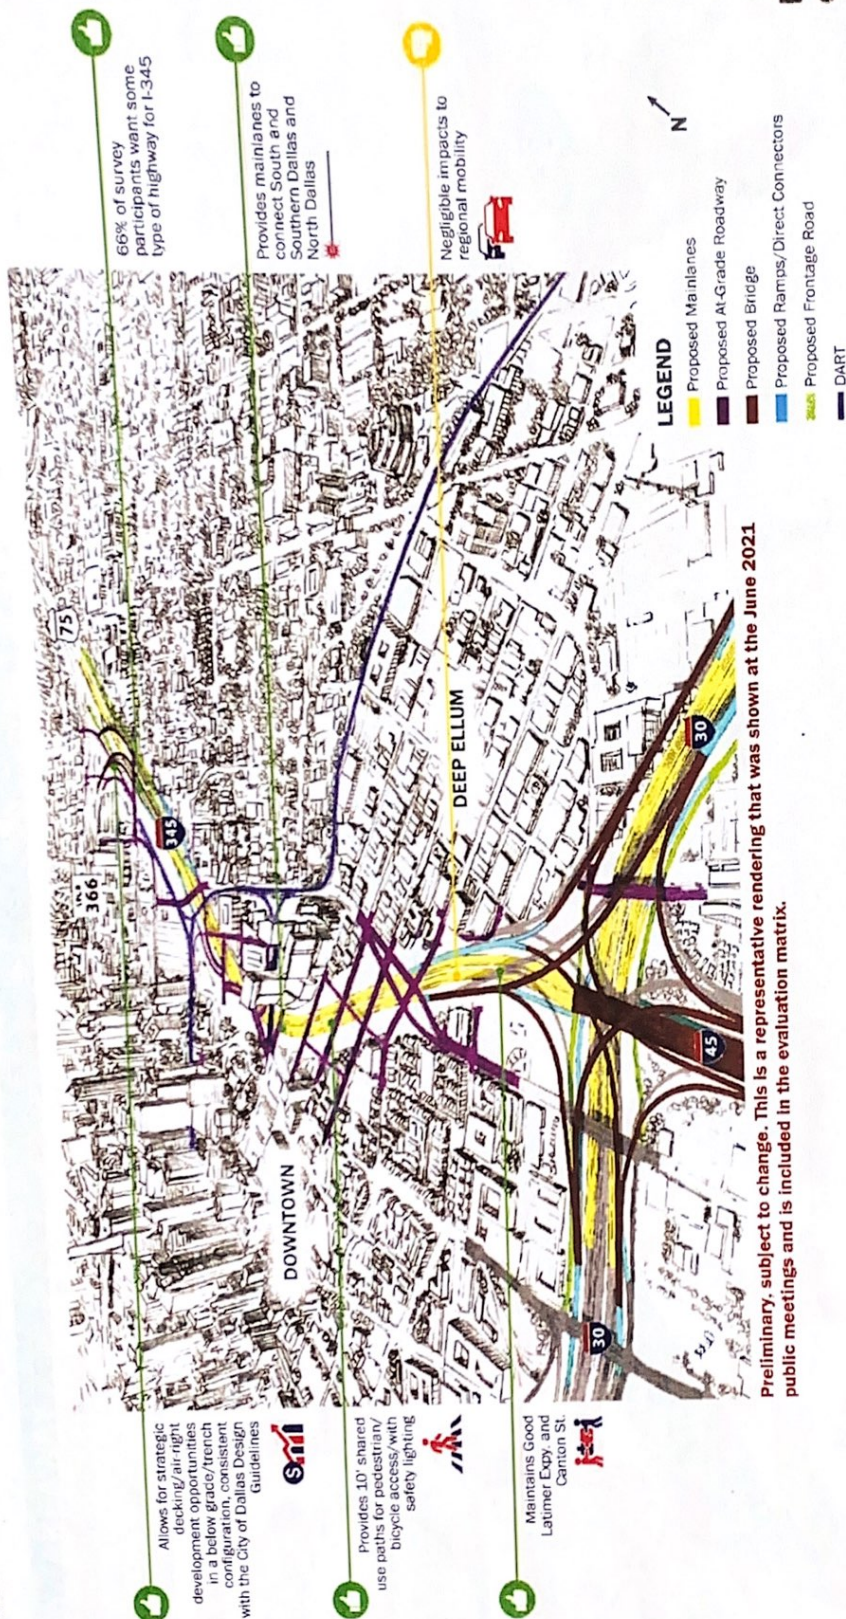 66% of survey
participants want some
type of highway for I-345
Provides mainlanes to
connect South and
Southern Dallas and
North Dallas
Negligible impacts to
regional mobility
N
LEGEND
Proposed Mainlanes
Proposed At-Grade Roadway
Proposed Bridge
Proposed Ramps/Direct Connectors
Proposed Frontage Road
DART
75
345
366
DEEP ELLUM
DOWNTOWN
30
45
30
Allows for strategic
decking/air-right
development opportunities
in a below grade/trench
configuration, consistent
with the City of Dallas Design
Guidelines
$
Provides 10' shared
use paths for pedestrian/
bicycle access/with
safety lighting
Maintains Good
Latimer Expy. and
Canton St.
Preliminary, subject to change. This is a representative rendering that was shown at the June 2021
public meetings and is included in the evaluation matrix.